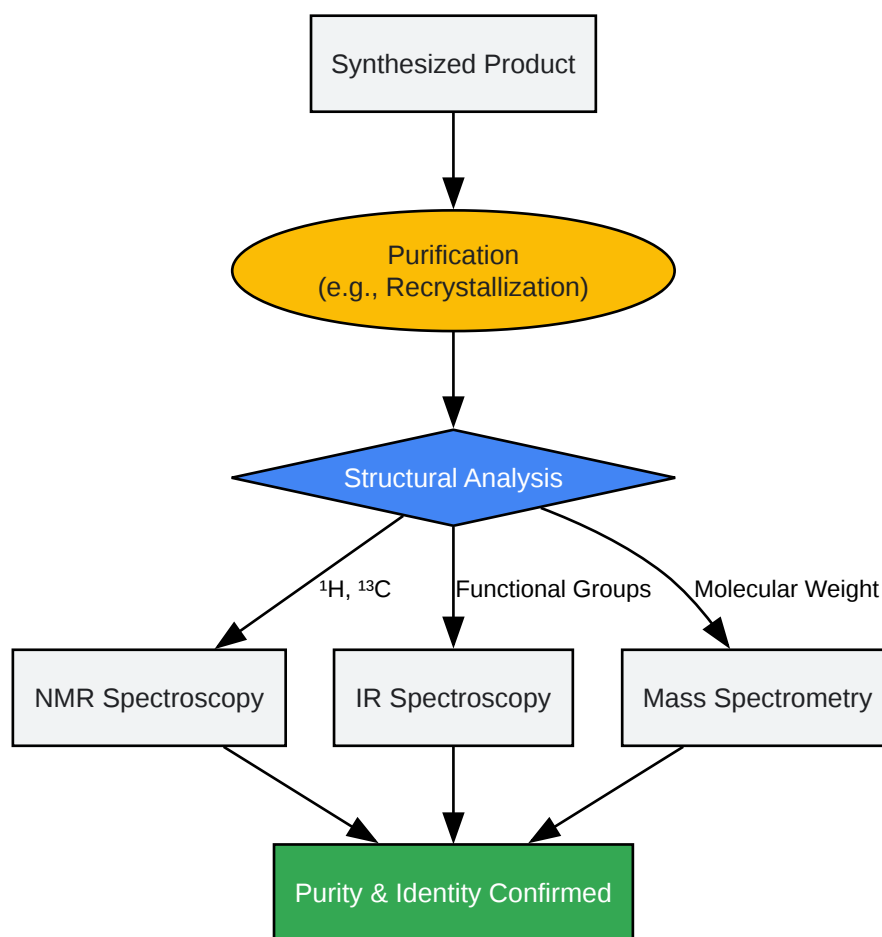 Synthesized Product
Purification
(e.g., Recrystallization)
Structural Analysis
¹H, ¹³C
Functional Groups
Molecular Weight
NMR Spectroscopy
IR Spectroscopy
Mass Spectrometry
Purity & Identity Confirmed